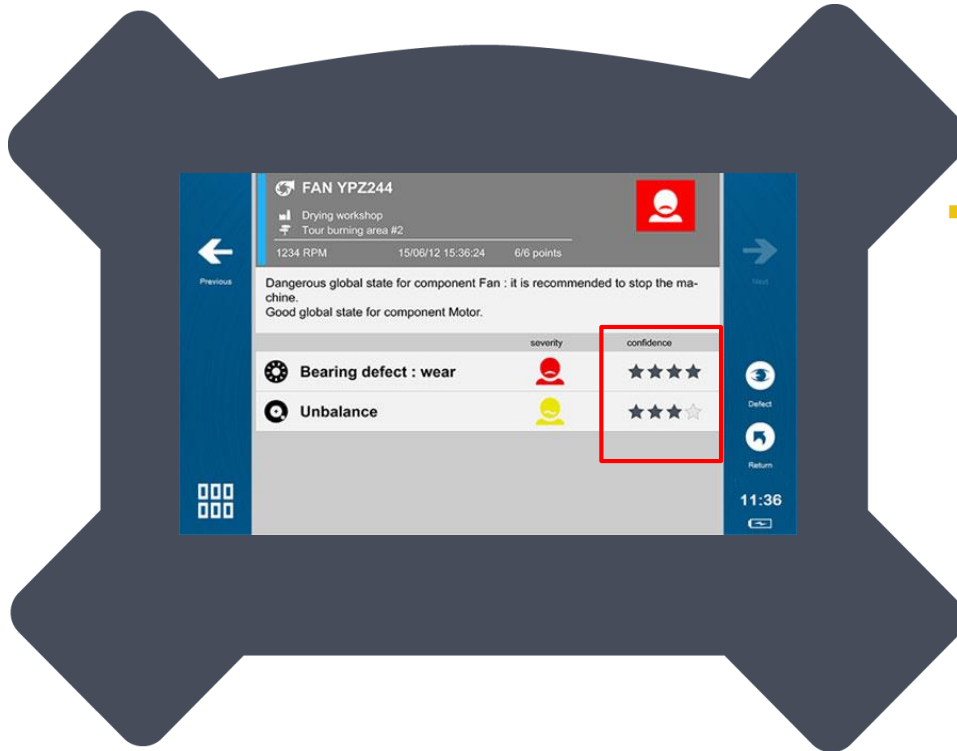 FAN YPZ244
Drying workshop
Tour burning area #2
1234 RPM 15/06/12 15:36:24 6/6 points
Previous
Next
Dangerous global state for component Fan : it is recommended to stop the ma-
chine.
Good global state for component Motor.
severity confidence
Bearing defect : wear
Unbalance
Defect
Return
11:36